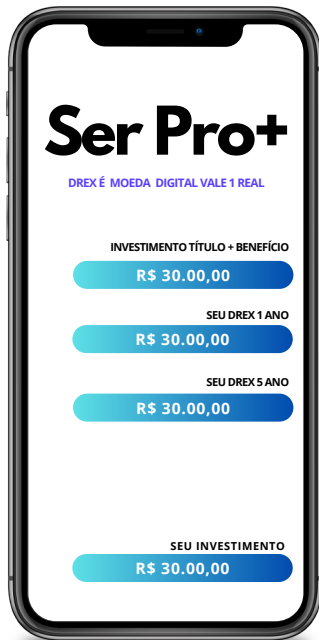 Ser Pro+
DREX É MOEDA DIGITAL VALE 1 REAL
INVESTIMENTO TÍTULO + BENEFÍCIO
R$ 30.00,00
SEU DREX 1 ANO
R$ 30.00,00
SEU DREX 5 ANO
R$ 30.00,00
SEU INVESTIMENTO
R$ 30.00,00